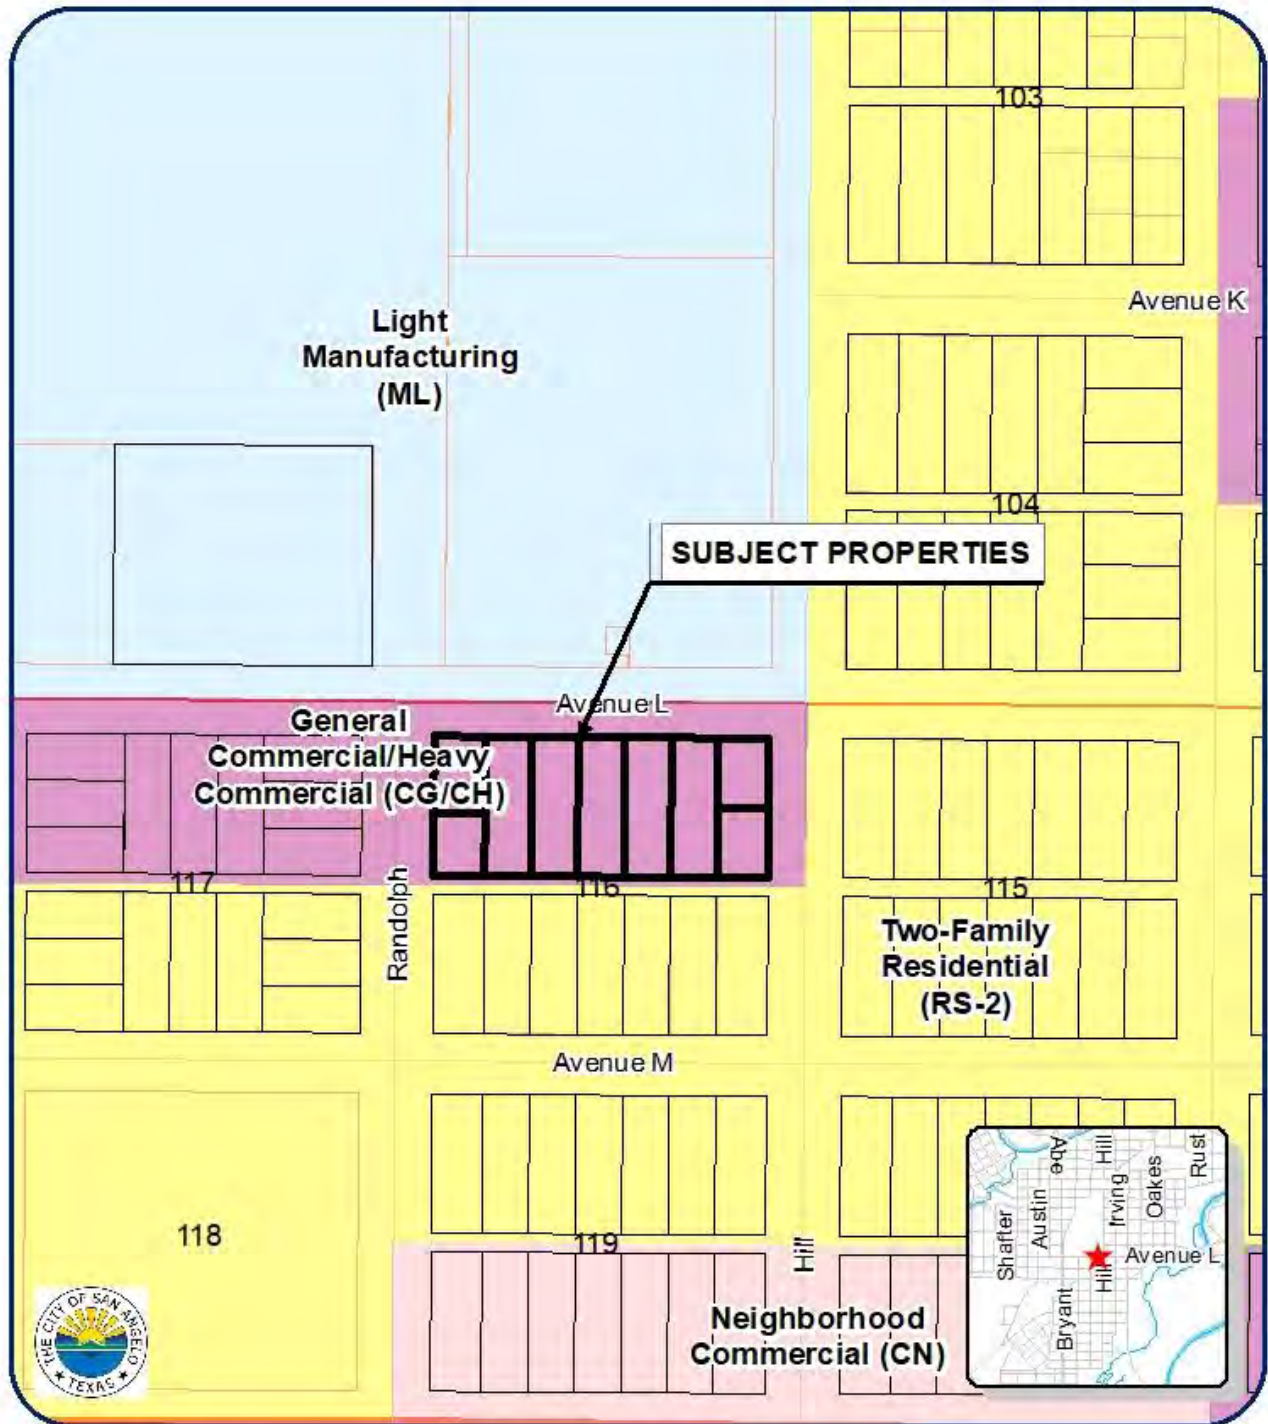 103
Avenue K
Light
Manufacturing
(ML)
104
SUBJECT PROPERTIES
Avenue L
General
Commercial/Heavy
Commercial (CG/CH)
117
116
115
Randolph
Two-Family
Residential
(RS-2)
Avenue M
118
119
Hill
Neighborhood
Commercial (CN)
THE CITY OF SAN ANGELO
TEXAS
Abe
Hill
Rust
Irving
Oakes
Austin
Shafter
Avenue L
Hill
Bryant